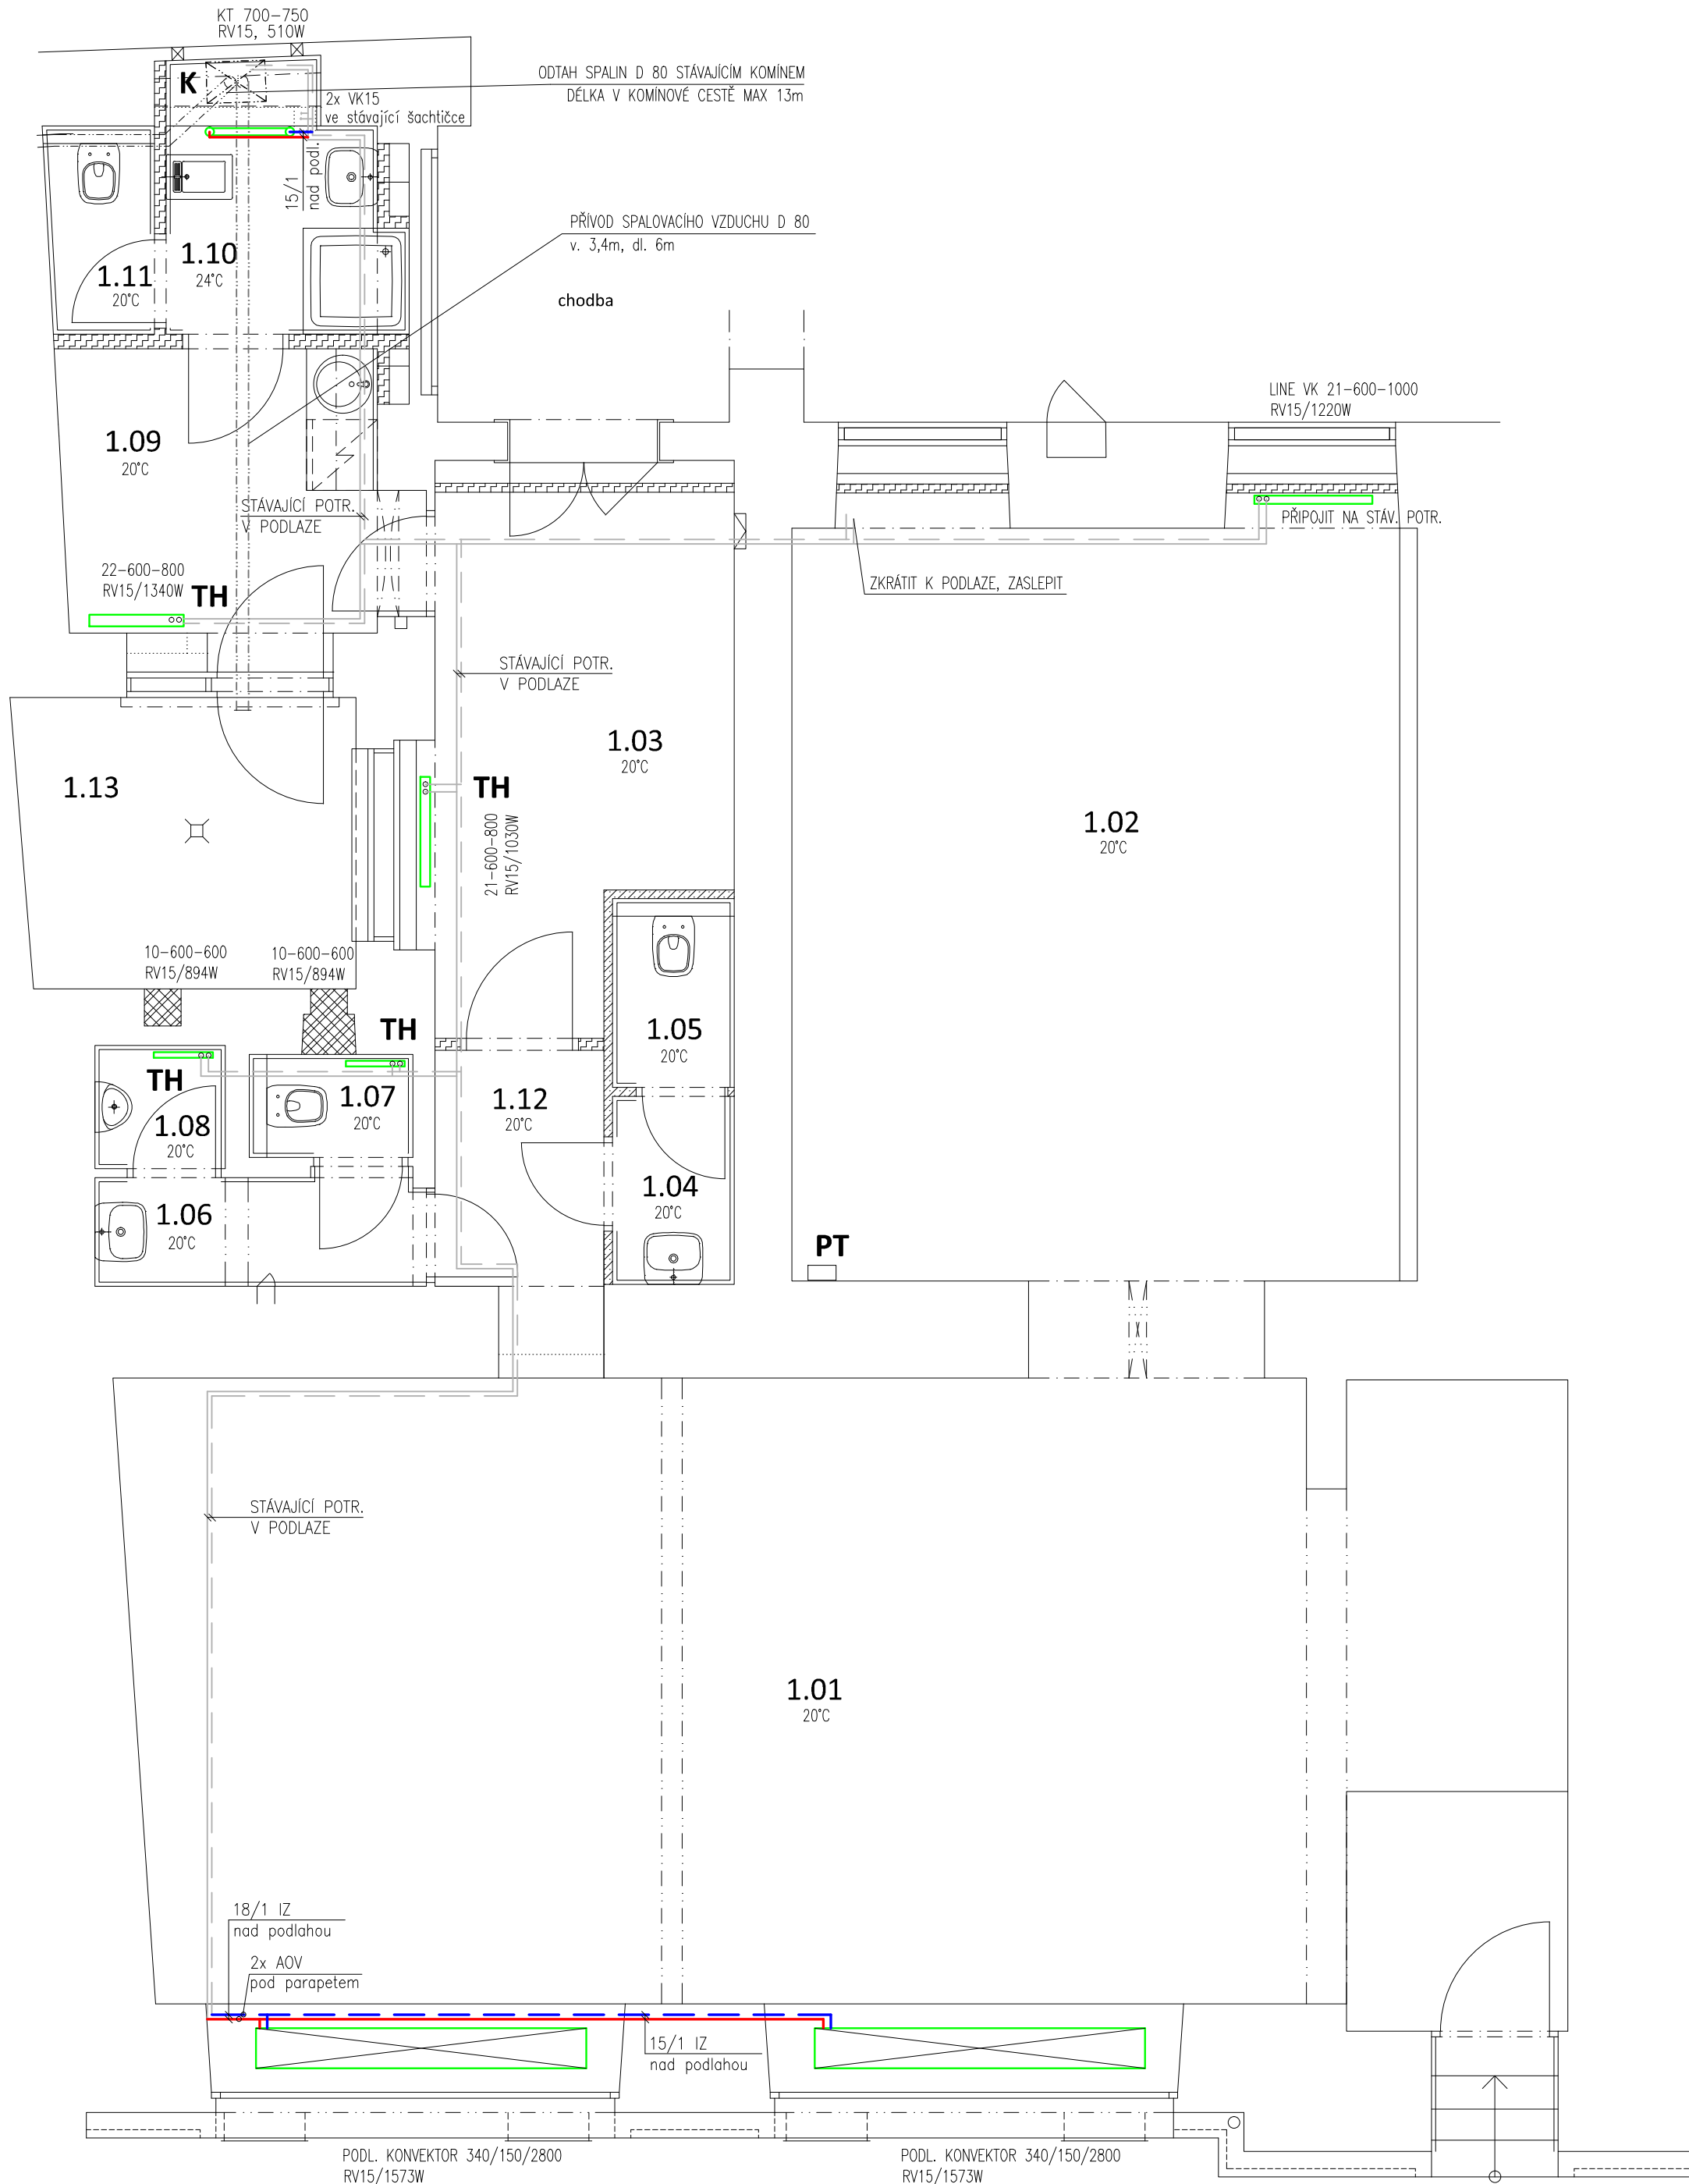 KT 700-750
RV15, 510W
K
ODTAH SPALIN D 80 STÁVAJÍCÍM KOMÍNEM
DÉLKA V KOMÍNOVÉ CESTĚ MAX 13m
2x VK15
ve stávající šachtičce
15/1
nad podl.
PŘÍVOD SPALOVACÍHO VZDUCHU D 80
v. 3,4m, dl. 6m
1.10
24°C
1.11
20°C
chodba
LINE VK 21-600-1000
RV15/1220W
1.09
20°C
STÁVAJÍCÍ POTR.
V PODLAZE
PŘIPOJIT NA STÁV. POTR.
22-600-800
RV15/1340W
TH
ZKRÁTIT K PODLAZE, ZASLEPIT
STÁVAJÍCÍ POTR.
V PODLAZE
1.03
20°C
1.13
TH
21-600-800
RV15/1030W
1.02
20°C
10-600-600
RV15/894W
10-600-600
RV15/894W
TH
1.05
20°C
TH
1.07
20°C
1.12
20°C
1.08
20°C
1.04
20°C
1.06
20°C
PT
STÁVAJÍCÍ POTR.
V PODLAZE
1.01
20°C
18/1 IZ
nad podlahou
2x AOV
pod parapetem
15/1 IZ
nad podlahou
PODL. KONVEKTOR 340/150/2800
RV15/1573W
PODL. KONVEKTOR 340/150/2800
RV15/1573W